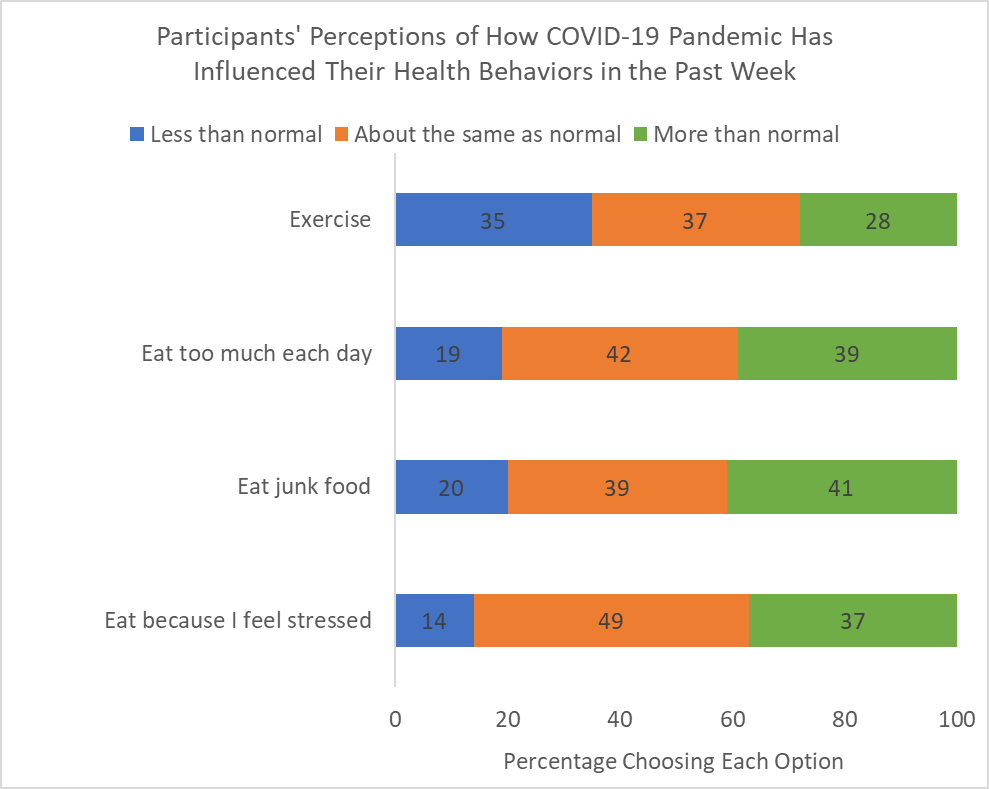 Participants' Perceptions of How COVID-19 Pandemic Has
Influenced Their Health Behaviors in the Past Week
Less than normal About the same as normal More than normal
Exercise 35 37 28
Eat too much each day 19 42 39
Eat junk food 20 39 41
Eat because I feel stressed 14 49 37
0 20 40 60 80 100
Percentage Choosing Each Option